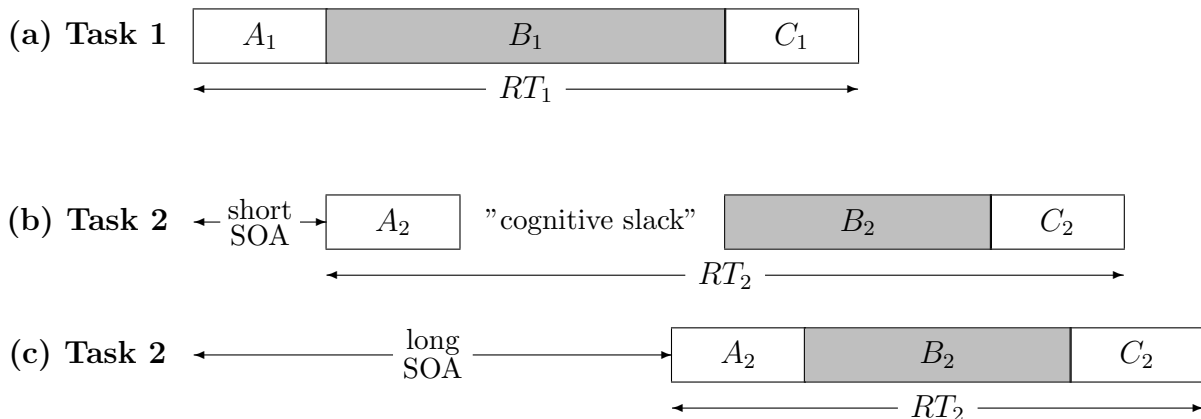 (a) Task 1 A₁ B₁ C₁
RT₁
(b) Task 2 short SOA A₂ "cognitive slack" B₂ C₂
RT₂
(c) Task 2 long SOA A₂ B₂ C₂
RT₂